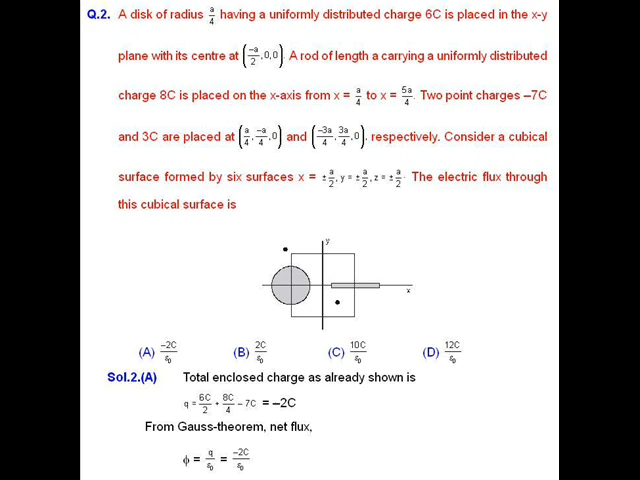 Q.2. A disk of radius a/4 having a uniformly distributed charge 6C is placed in the x-y
plane with its centre at (-a/2, 0, 0). A rod of length a carrying a uniformly distributed
charge 8C is placed on the x-axis from x = a/4 to x = 5a/4. Two point charges –7C
and 3C are placed at (a/4, -a/4, 0) and (-3a/4, 3a/4, 0), respectively. Consider a cubical
surface formed by six surfaces x = ±a/2, y = ±a/2, z = ±a/2. The electric flux through
this cubical surface is
y
x
(A) -2C/ε0 (B) 2C/ε0 (C) 10C/ε0 (D) 12C/ε0
Sol.2.(A) Total enclosed charge as already shown is
q = 6C/2 + 8C/4 – 7C = –2C
From Gauss-theorem, net flux,
ϕ = q/ε0 = -2C/ε0